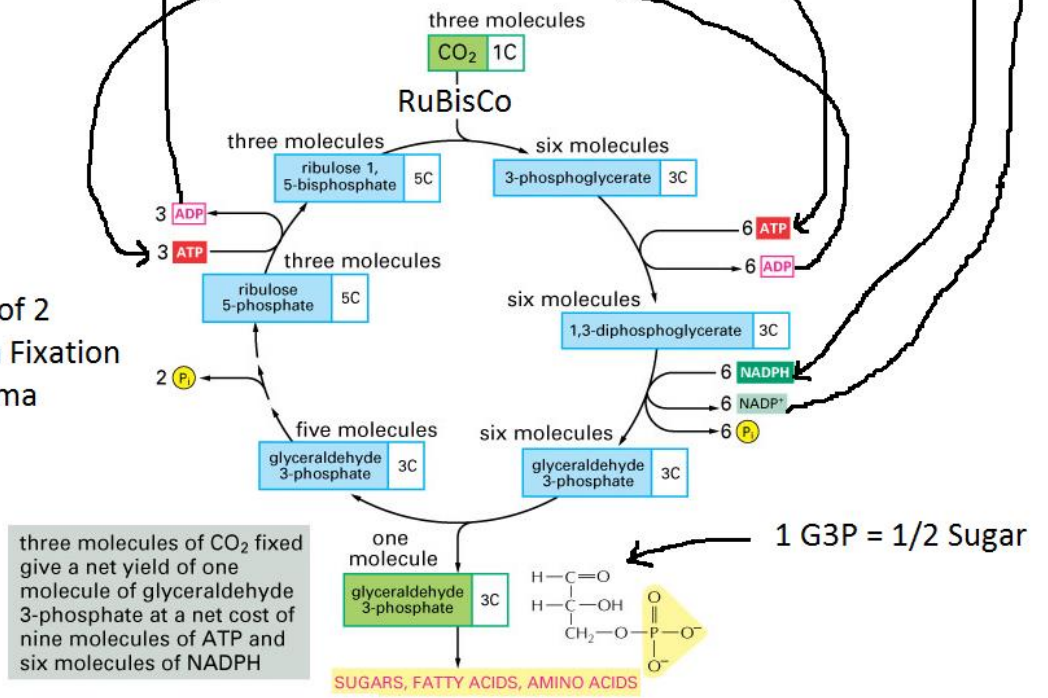 three molecules
CO₂ 1C
RuBisCo
three molecules
ribulose 1,
5-bisphosphate
5C
six molecules
3-phosphoglycerate 3C
3 ADP
3 ATP
6 ATP
6 ADP
three molecules
ribulose
5-phosphate
5C
six molecules
1,3-diphosphoglycerate 3C
of 2
Fixation
ma
2 Pi
6 NADPH
6 NADP⁺
6 Pi
five molecules
glyceraldehyde
3-phosphate
3C
six molecules
glyceraldehyde
3-phosphate
3C
three molecules of CO₂ fixed
give a net yield of one
molecule of glyceraldehyde
3-phosphate at a net cost of
nine molecules of ATP and
six molecules of NADPH
one
molecule
glyceraldehyde
3-phosphate
3C
1 G3P = 1/2 Sugar
H—C=O
H—C—OH
CH₂—O—P—O⁻
O
O⁻
SUGARS, FATTY ACIDS, AMINO ACIDS